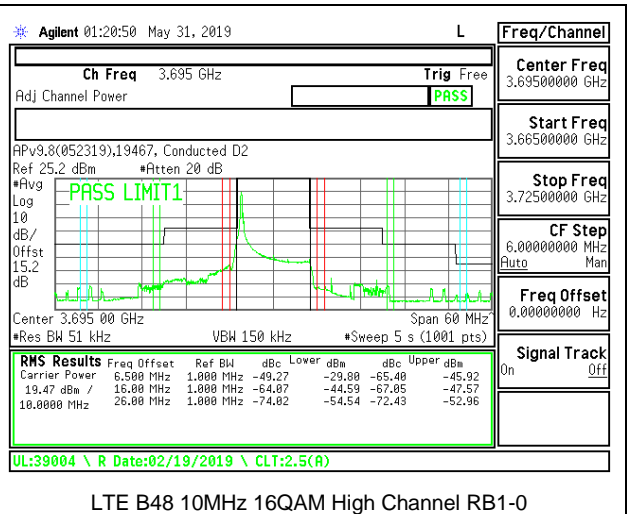 Agilent 01:20:50 May 31, 2019 L
Freq/Channel
Ch Freq 3.695 GHz Trig Free
Adj Channel Power PASS
Center Freq
3.69500000 GHz
Start Freq
3.66500000 GHz
Stop Freq
3.72500000 GHz
CF Step
6.00000000 MHz
Auto Man
Freq Offset
0.00000000 Hz
Signal Track
On Off
APv9.8(052319),19467, Conducted D2
Ref 25.2 dBm #Atten 20 dB
#Avg
Log
10
dB/
Offst
15.2
dB
PASS LIMIT1
Center 3.695 00 GHz Span 60 MHz
#Res BW 51 kHz VBW 150 kHz #Sweep 5 s (1001 pts)
RMS Results Freq Offset Ref BW dBc Lower dBm dBc Upper dBm
Carrier Power 6.500 MHz 1.000 MHz -49.27 -29.80 -65.40 -45.92
19.47 dBm / 16.00 MHz 1.000 MHz -64.07 -44.59 -67.05 -47.57
10.0000 MHz 26.00 MHz 1.000 MHz -74.02 -54.54 -72.43 -52.96
UL:39004 \ R Date:02/19/2019 \ CLT:2.5(A)
LTE B48 10MHz 16QAM High Channel RB1-0